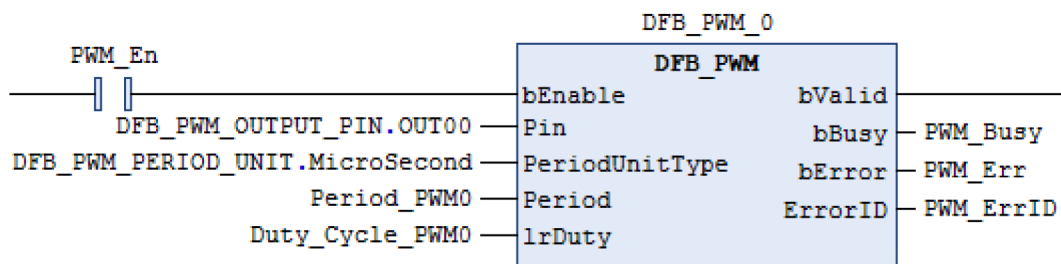 DFB_PWM_0
PWM_En
DFB_PWM
bEnable bValid
DFB_PWM_OUTPUT_PIN.OUT00 Pin bBusy PWM_Busy
DFB_PWM_PERIOD_UNIT.MicroSecond PeriodUnitType bError PWM_Err
Period_PWM0 Period ErrorID PWM_ErrID
Duty_Cycle_PWM0 lrDuty